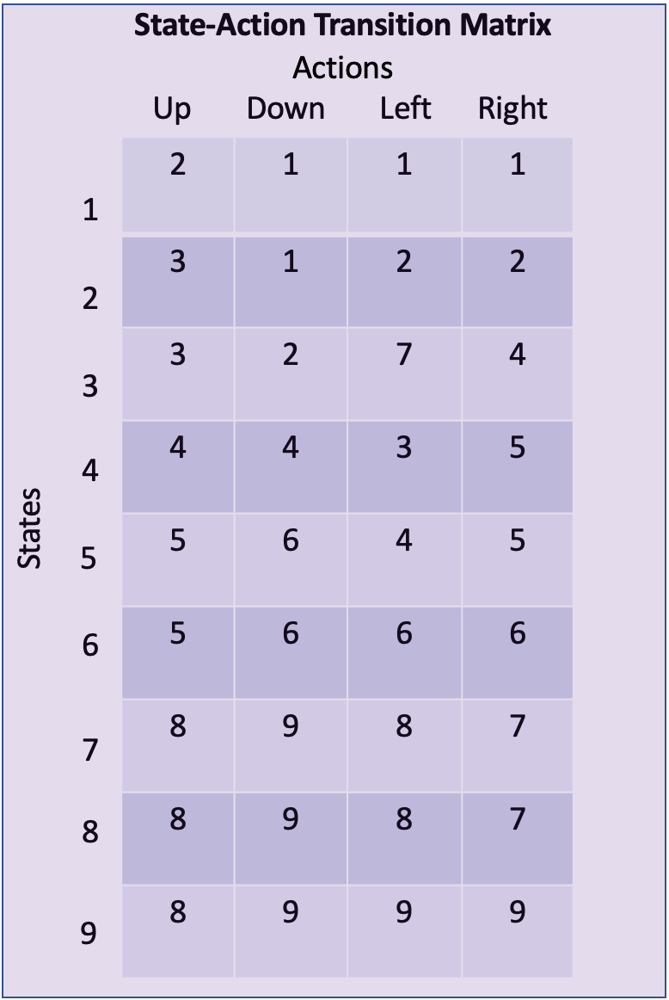 State-Action Transition Matrix
Actions
Up Down Left Right
States
1 2 1 1 1
2 3 1 2 2
3 3 2 7 4
4 4 4 3 5
5 5 6 4 5
6 5 6 6 6
7 8 9 8 7
8 8 9 8 7
9 8 9 9 9